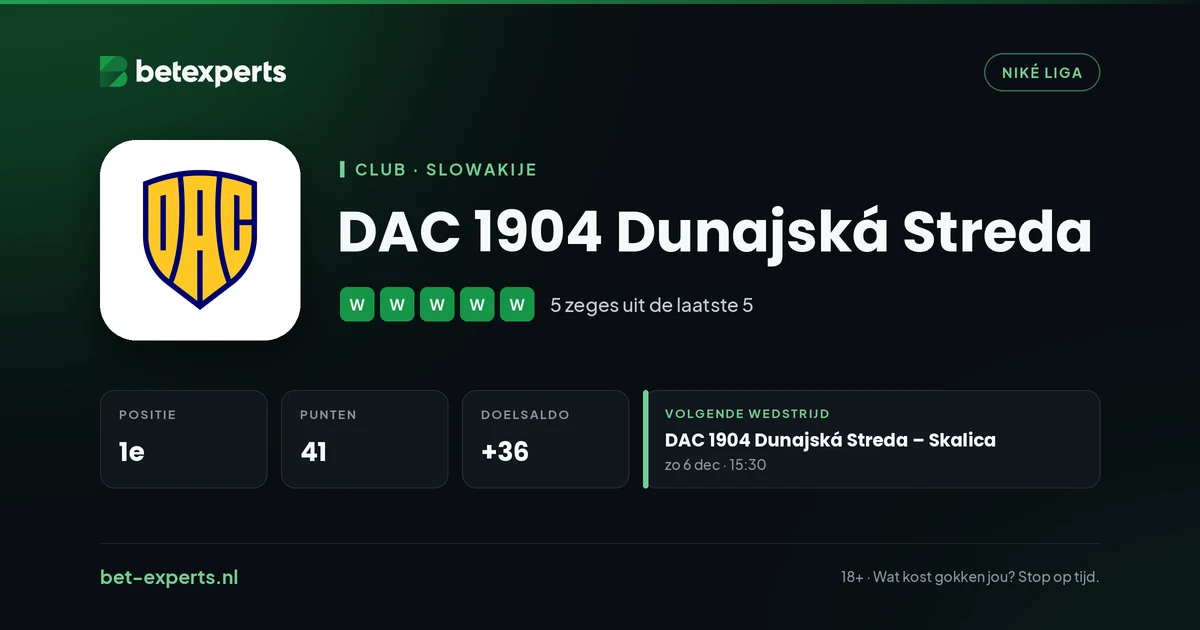 betexperts
NIKÉ LIGA
DAC
CLUB · SLOWAKIJE
DAC 1904 Dunajská Streda
W W W W W 5 zeges uit de laatste 5
POSITIE
1e
PUNTEN
41
DOELSALDO
+36
VOLGENDE WEDSTRIJD
DAC 1904 Dunajská Streda – Skalica
zo 6 dec · 15:30
bet-experts.nl
18+ · Wat kost gokken jou? Stop op tijd.